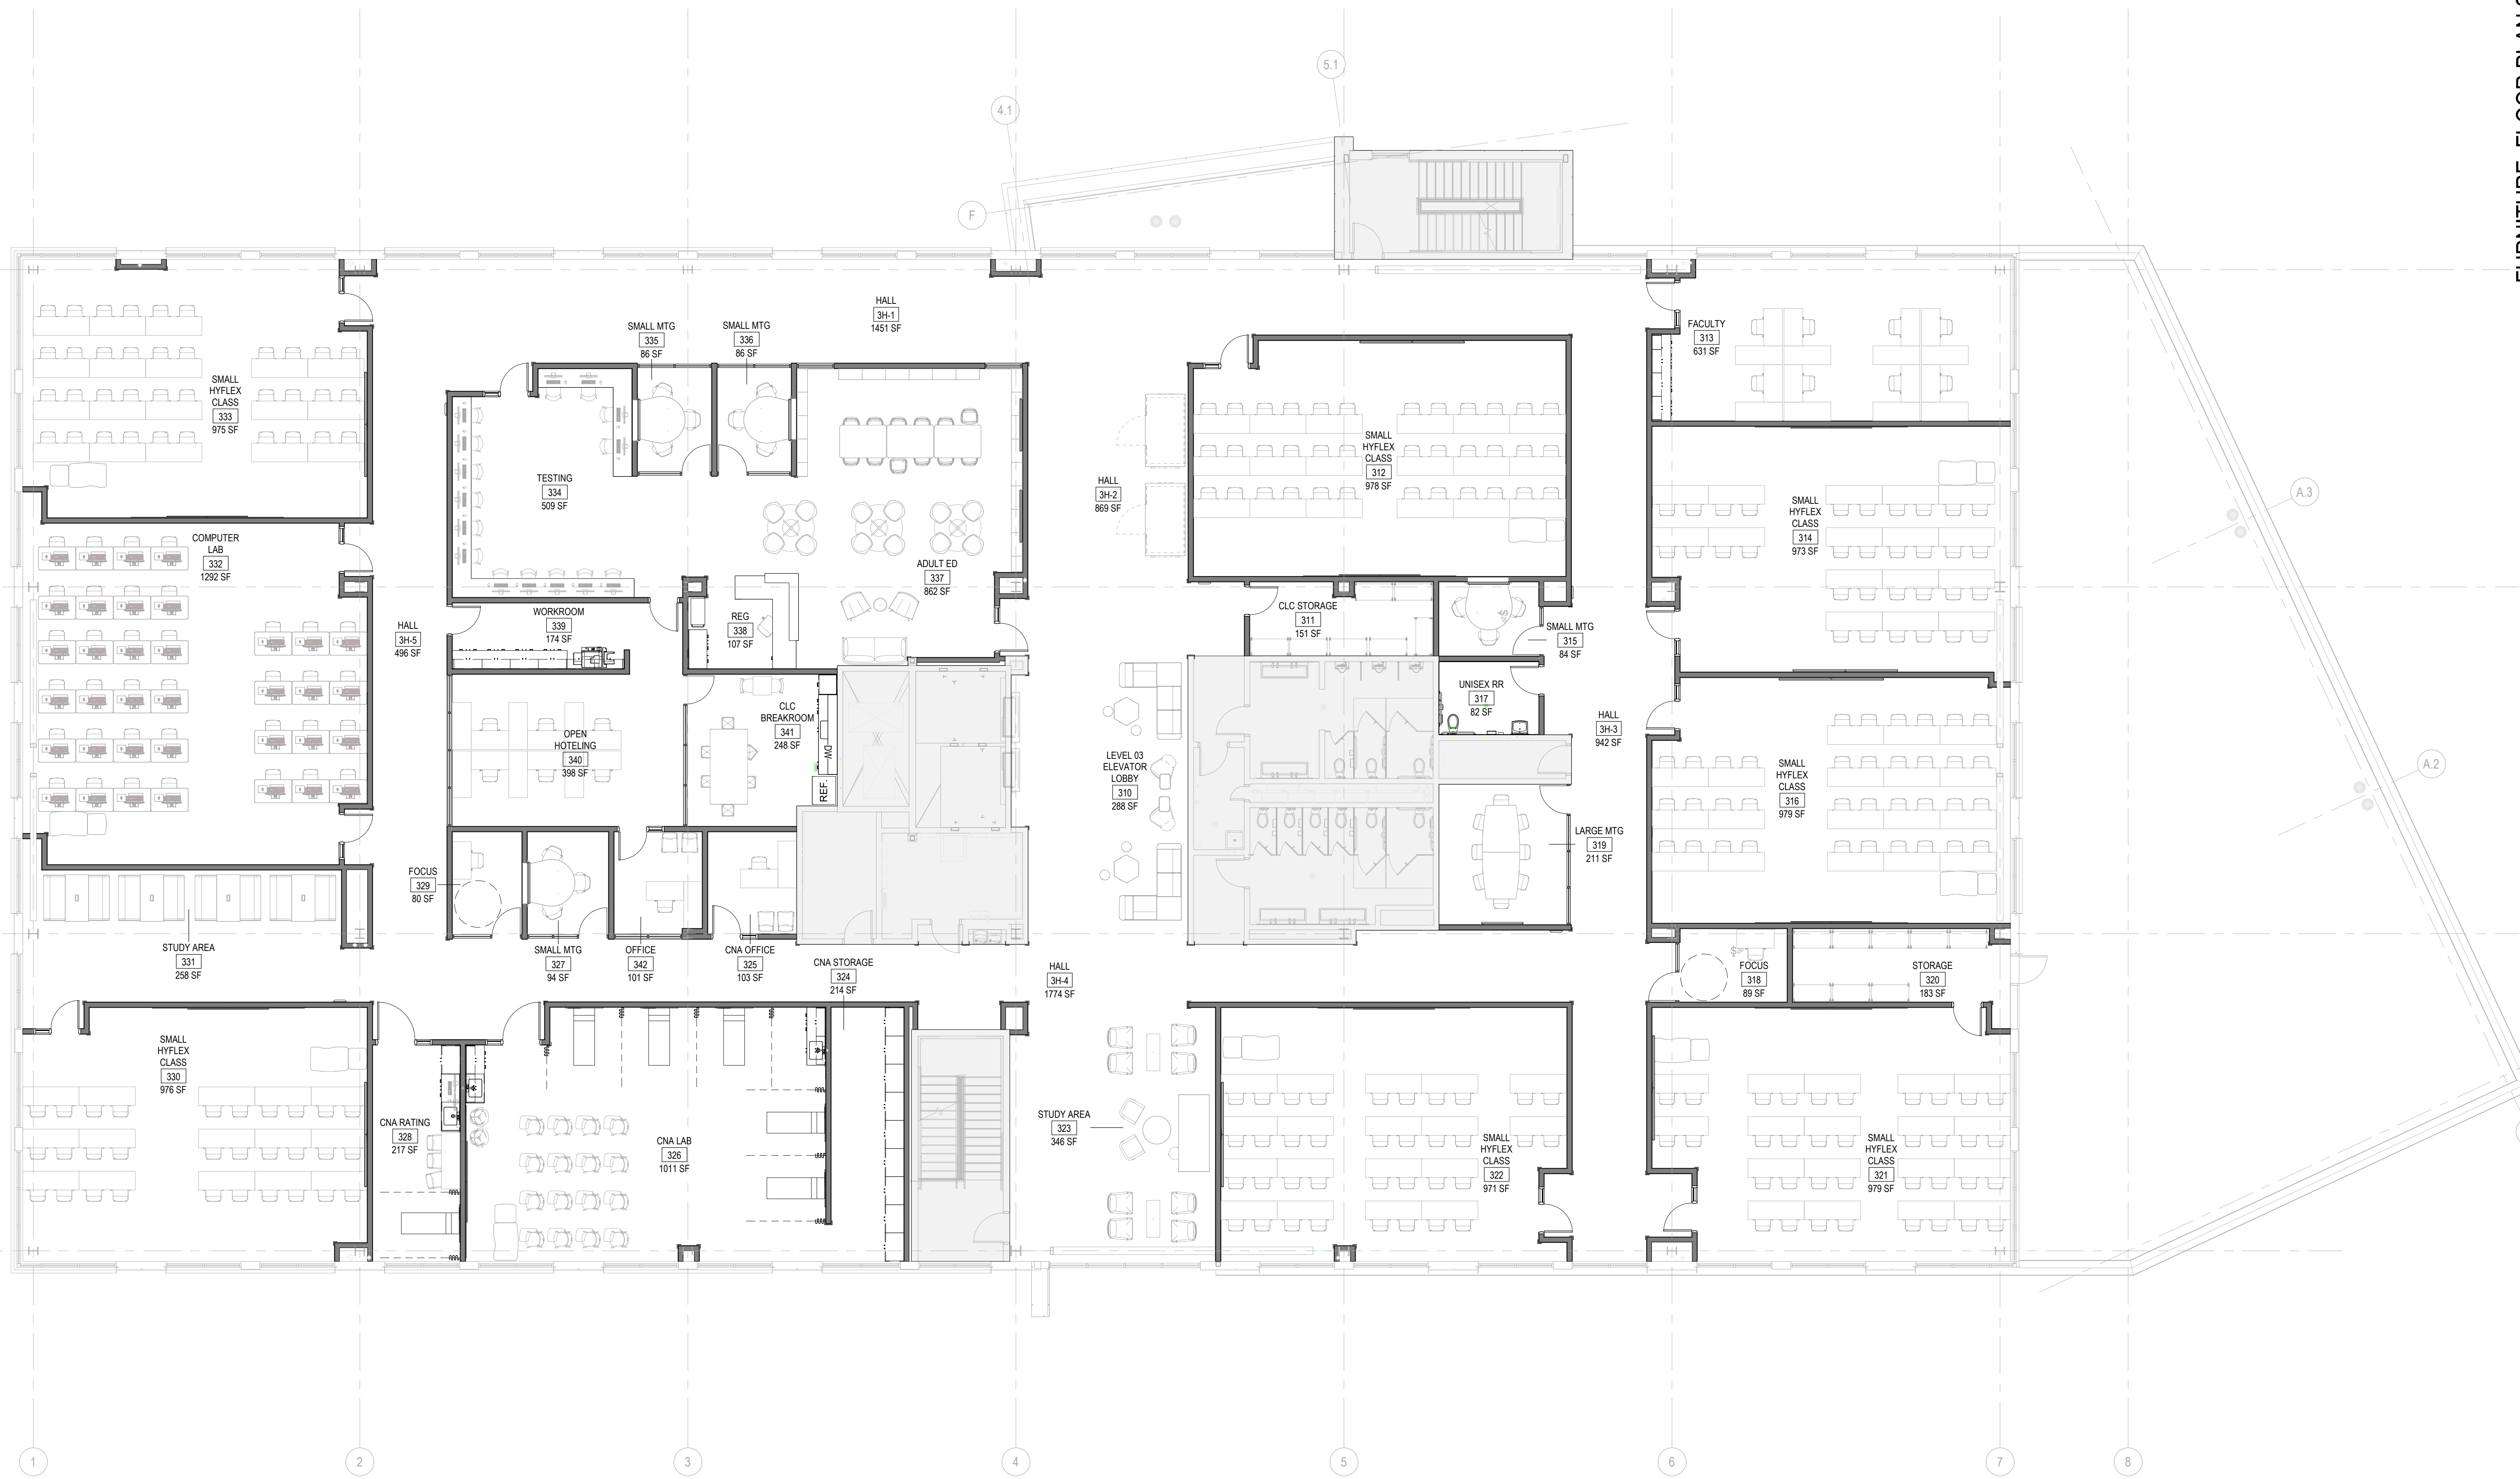 FURNITURE FLOOR PLAN
5.1
4.1
F
HALL
3H-1
1451 SF
SMALL MTG
335
86 SF
SMALL MTG
336
86 SF
FACULTY
313
631 SF
SMALL
HYFLEX
CLASS
333
975 SF
SMALL
HYFLEX
CLASS
312
978 SF
TESTING
334
509 SF
HALL
3H-2
869 SF
SMALL
HYFLEX
CLASS
314
973 SF
A.3
COMPUTER
LAB
332
1292 SF
ADULT ED
337
862 SF
WORKROOM
339
174 SF
REG
338
107 SF
HALL
3H-5
496 SF
CLC STORAGE
311
151 SF
SMALL MTG
315
84 SF
UNISEX RR
317
82 SF
CLC
BREAKROOM
341
248 SF
DW
REF.
OPEN
HOTELING
340
398 SF
LEVEL 03
ELEVATOR
LOBBY
310
288 SF
HALL
3H-3
942 SF
SMALL
HYFLEX
CLASS
316
979 SF
A.2
LARGE MTG
319
211 SF
FOCUS
329
80 SF
STUDY AREA
331
258 SF
SMALL MTG
327
94 SF
OFFICE
342
101 SF
CNA OFFICE
325
103 SF
CNA STORAGE
324
214 SF
HALL
3H-4
1774 SF
FOCUS
318
89 SF
STORAGE
320
183 SF
SMALL
HYFLEX
CLASS
330
976 SF
CNA RATING
328
217 SF
CNA LAB
326
1011 SF
STUDY AREA
323
346 SF
SMALL
HYFLEX
CLASS
322
971 SF
SMALL
HYFLEX
CLASS
321
979 SF
1
2
3
4
5
6
7
8